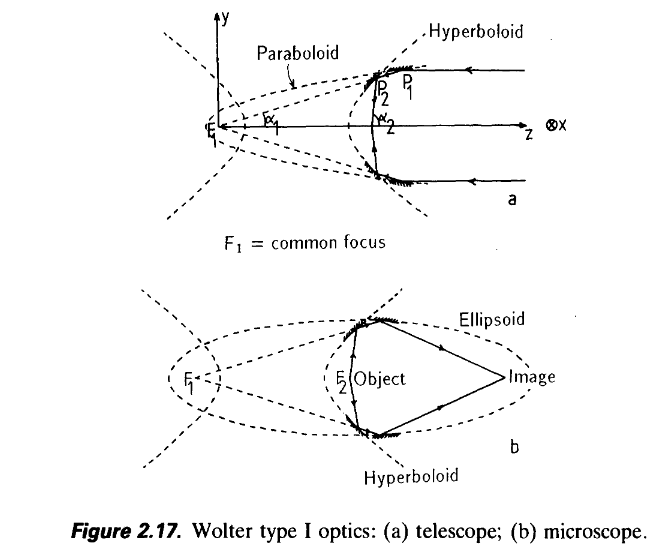 y
Hyperboloid
Paraboloid
P₂ P₁
F₁ α₁ α₂ z ⊗x
a
F₁ = common focus
Ellipsoid
F₁ F₂ Object Image
b
Hyperboloid
Figure 2.17. Wolter type I optics: (a) telescope; (b) microscope.